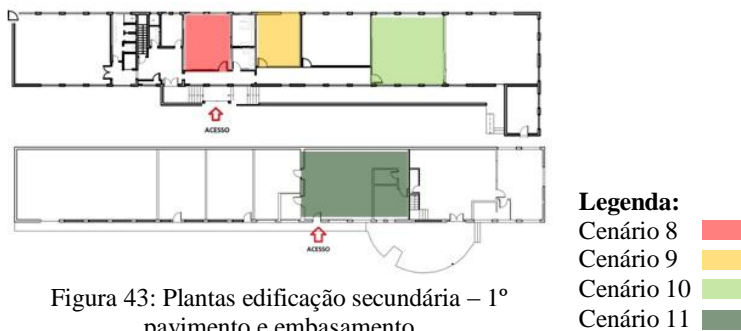 ACESSO
ACESSO
Legenda:
Cenário 8
Cenário 9
Cenário 10
Cenário 11
Figura 43: Plantas edificação secundária – 1º
pavimento e embasamento